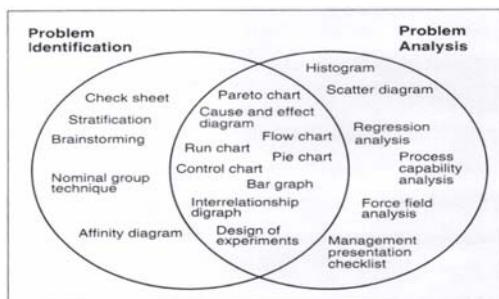 Problem
Identification
Problem
Analysis
Check sheet
Stratification
Brainstorming
Nominal group
technique
Affinity diagram
Pareto chart
Cause and effect
diagram
Flow chart
Run chart
Pie chart
Control chart
Bar graph
Interrelationship
digraph
Design of
experiments
Histogram
Scatter diagram
Regression
analysis
Process
capability
analysis
Force field
analysis
Management
presentation
checklist